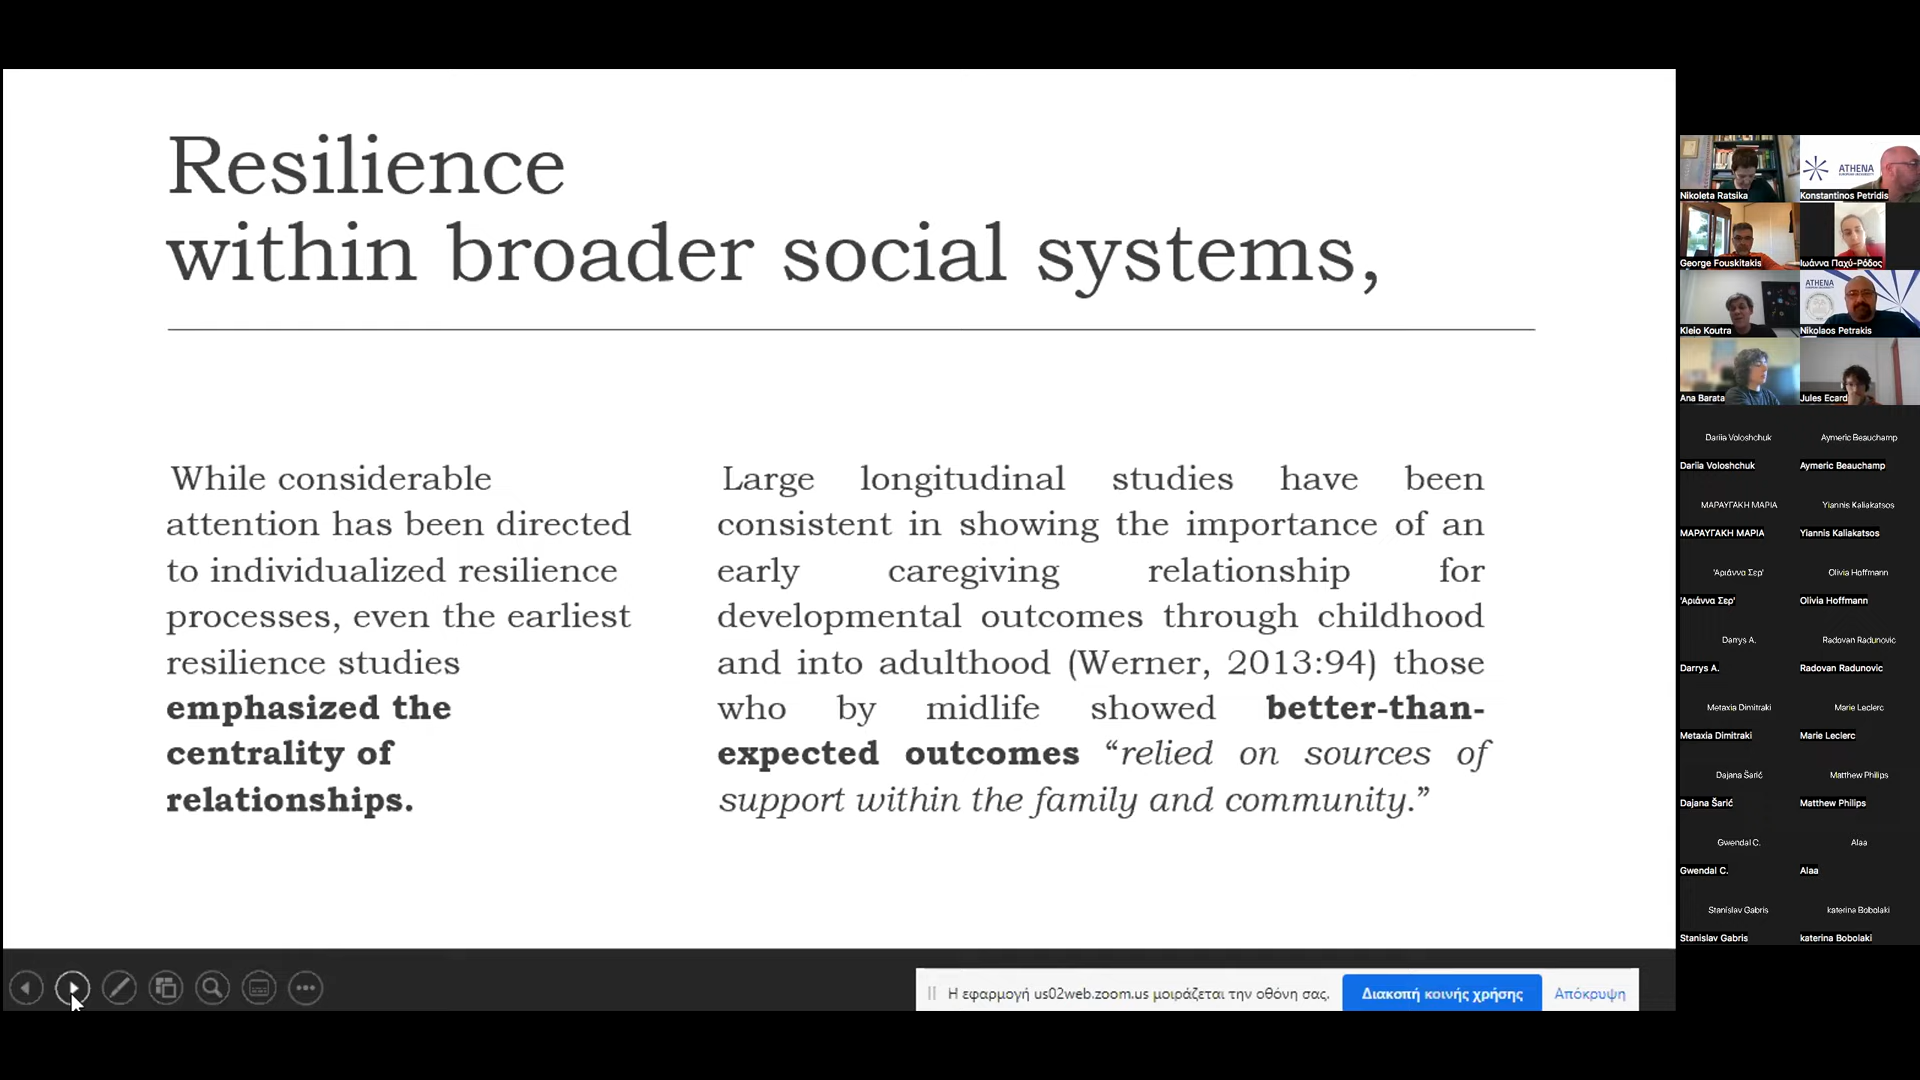 Resilience
within broader social systems,
While considerable
attention has been directed
to individualized resilience
processes, even the earliest
resilience studies
emphasized the
centrality of
relationships.
Large longitudinal studies have been
consistent in showing the importance of an
early caregiving relationship for
developmental outcomes through childhood
and into adulthood (Werner, 2013:94) those
who by midlife showed better-than-
expected outcomes “relied on sources of
support within the family and community.”
Η εφαρμογή us02web.zoom.us μοιράζεται την οθόνη σας.
Διακοπή κοινής χρήσης
Απόκρυψη
Nikoleta Ratsika
ATHENA
Konstantinos Petridis
George Fouskitakis
Ιωάννα Παχύ-Ρόδος
Kleio Koutra
ATHENA
Nikolaos Petrakis
Ana Barata
Jules Ecard
Dariia Voloshchuk
Aymeric Beauchamp
Dariia Voloshchuk
Aymeric Beauchamp
ΜΑΡΑΥΓΑΚΗ ΜΑΡΙΑ
Yiannis Kaliakatsos
ΜΑΡΑΥΓΑΚΗ ΜΑΡΙΑ
Yiannis Kaliakatsos
'Αριάννα Σερ'
Olivia Hoffmann
'Αριάννα Σερ'
Olivia Hoffmann
Darrys A.
Radovan Radunovic
Darrys A.
Radovan Radunovic
Metaxia Dimitraki
Marie Leclerc
Metaxia Dimitraki
Marie Leclerc
Dajana Šarić
Matthew Philips
Dajana Šarić
Matthew Philips
Gwendal C.
Alaa
Gwendal C.
Alaa
Stanislav Gabris
katerina Bobolaki
Stanislav Gabris
katerina Bobolaki